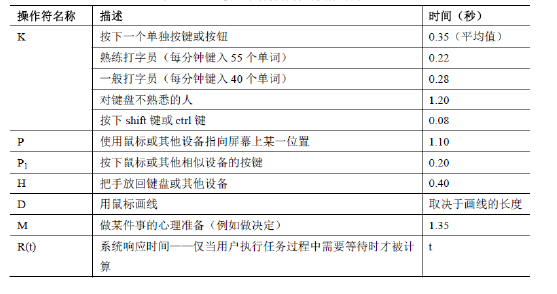 操作符名称 描述 时间（秒）
K 按下一个单独按键或按钮 0.35（平均值）
熟练打字员（每分钟键入 55 个单词） 0.22
一般打字员（每分钟键入 40 个单词） 0.28
对键盘不熟悉的人 1.20
按下 shift 键或 ctrl 键 0.08
P 使用鼠标或其他设备指向屏幕上某一位置 1.10
P₁ 按下鼠标或其他相似设备的按键 0.20
H 把手放回键盘或其他设备 0.40
D 用鼠标画线 取决于画线的长度
M 做某件事的心理准备（例如做决定） 1.35
R(t) 系统响应时间——仅当用户执行任务过程中需要等待时才被计 t
算